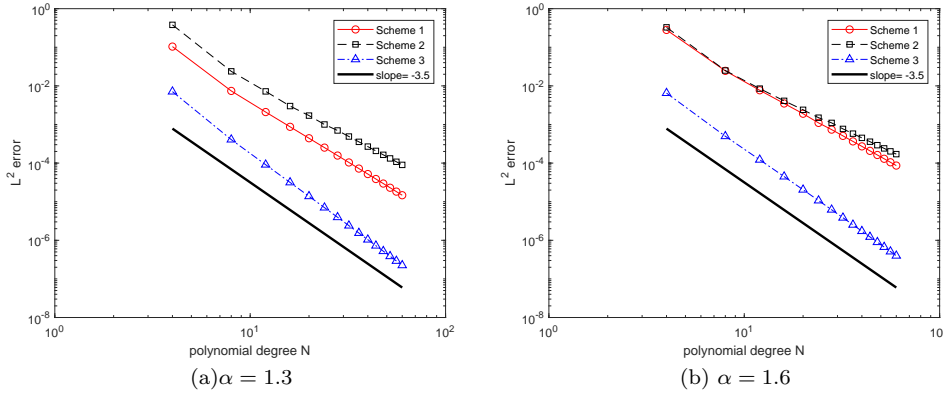 10^0
10^-2
10^-4
10^-6
10^-8
L^2 error
10^0
10^1
10^2
polynomial degree N
Scheme 1
Scheme 2
Scheme 3
slope= -3.5
(a)α = 1.3
10^0
10^-2
10^-4
10^-6
10^-8
L^2 error
10^0
10^1
10
polynomial degree N
Scheme 1
Scheme 2
Scheme 3
slope= -3.5
(b) α = 1.6